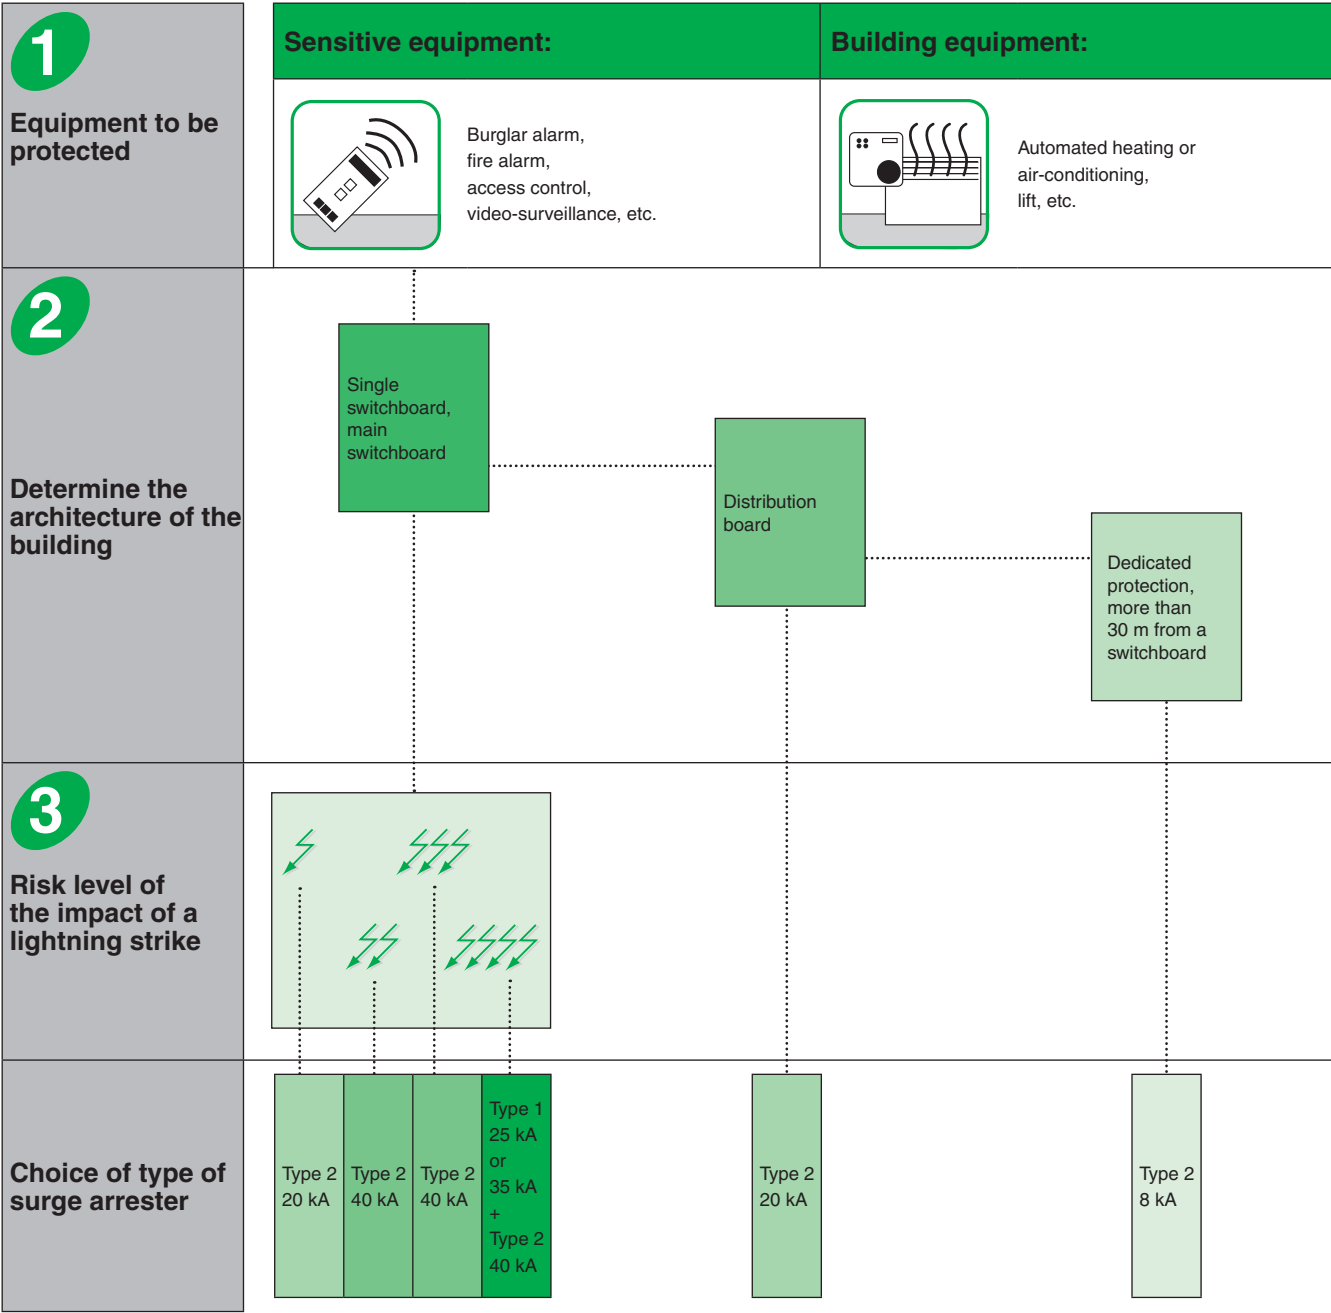 1
Equipment to be
protected
Sensitive equipment:
Burglar alarm,
fire alarm,
access control,
video-surveillance, etc.
Building equipment:
Automated heating or
air-conditioning,
lift, etc.
2
Determine the
architecture of the
building
Single
switchboard,
main
switchboard
Distribution
board
Dedicated
protection,
more than
30 m from a
switchboard
3
Risk level of
the impact of a
lightning strike
Choice of type of
surge arrester
Type 2
20 kA
Type 2
40 kA
Type 2
40 kA
Type 1
25 kA
or
35 kA
+
Type 2
40 kA
Type 2
20 kA
Type 2
8 kA